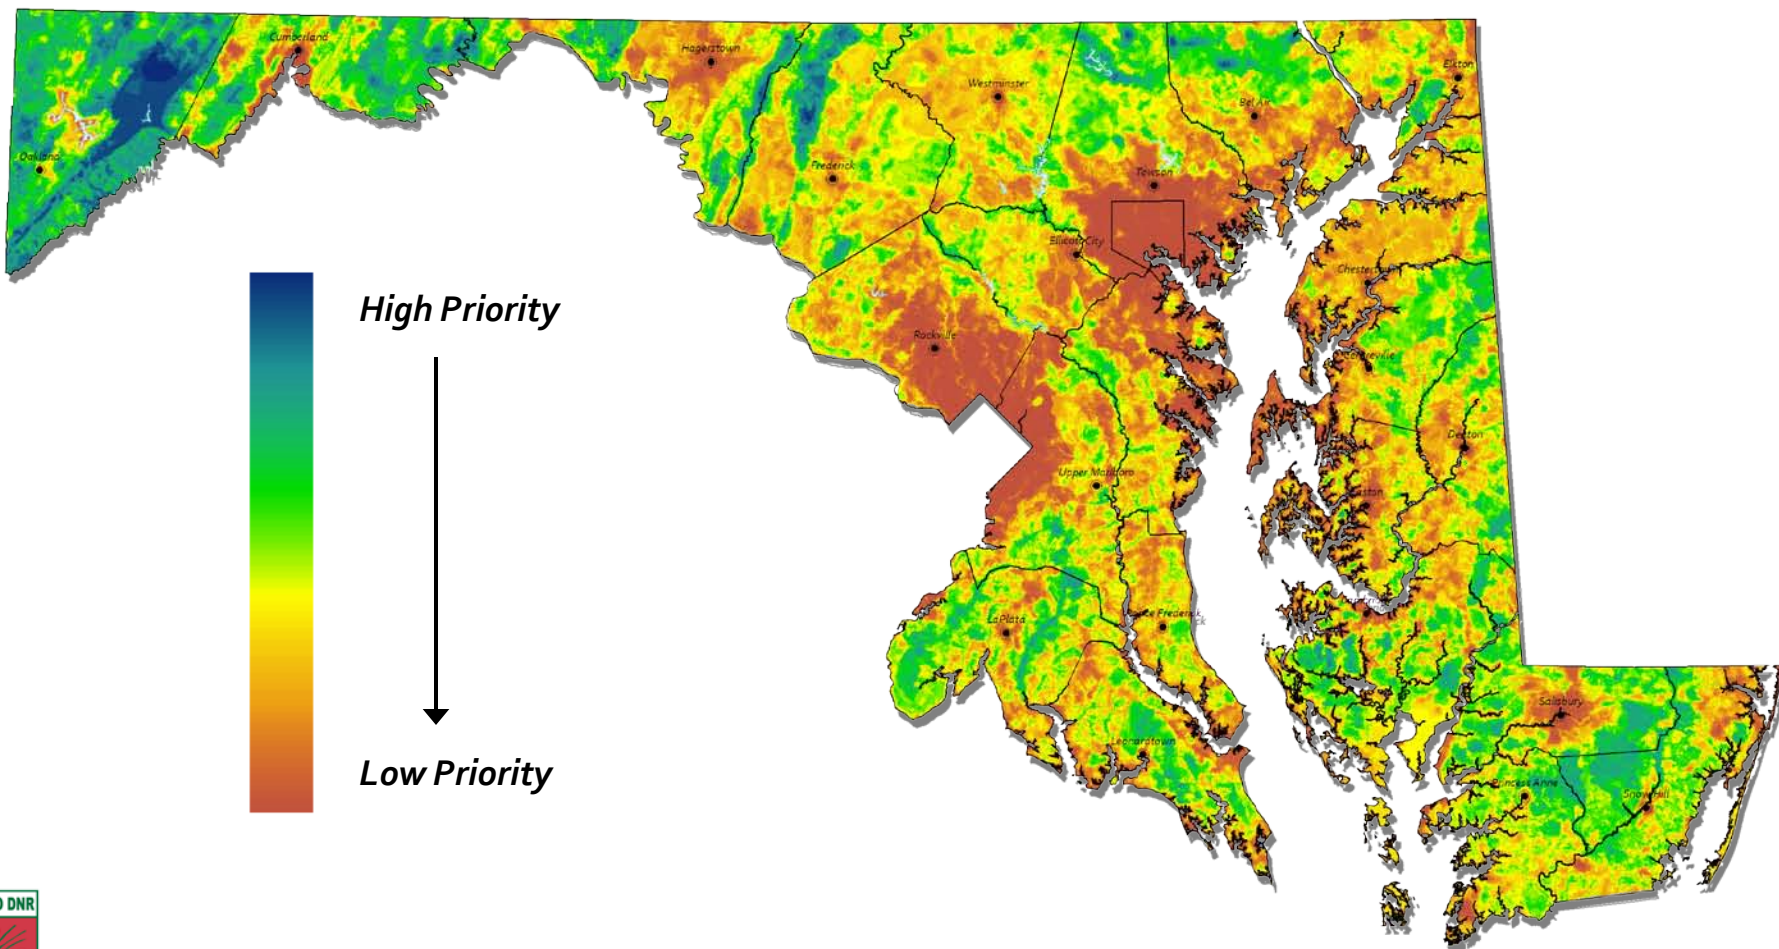 Cumberland
Hagerstown
Elkton
Westminster
Bel Air
Oakland
Frederick
Towson
Ellicott City
Chestertown
High Priority
Rockville
Centreville
Denton
Upper Marlboro
Easton
La Plata
Prince Frederick
Salisbury
Leonardtown
Low Priority
Princess Anne
Snow Hill
DNR